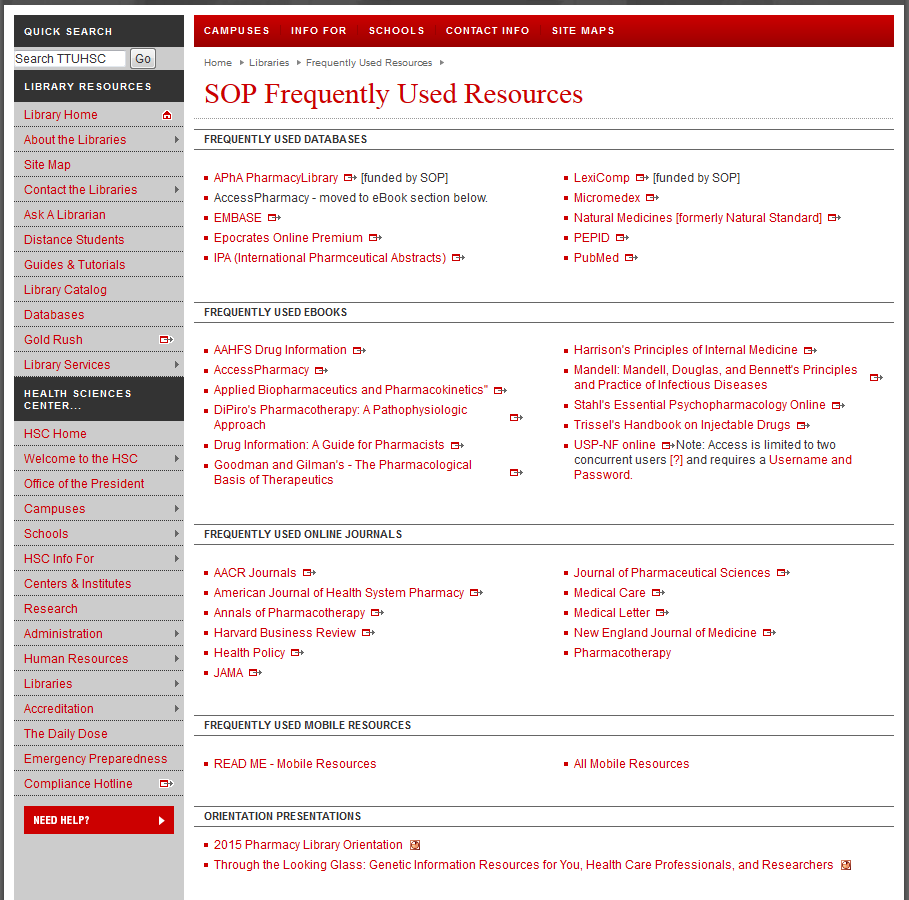 QUICK SEARCH
Search TTUHSC Go
LIBRARY RESOURCES
Library Home
About the Libraries
Site Map
Contact the Libraries
Ask A Librarian
Distance Students
Guides & Tutorials
Library Catalog
Databases
Gold Rush
Library Services
HEALTH SCIENCES
CENTER...
HSC Home
Welcome to the HSC
Office of the President
Campuses
Schools
HSC Info For
Centers & Institutes
Research
Administration
Human Resources
Libraries
Accreditation
The Daily Dose
Emergency Preparedness
Compliance Hotline
NEED HELP?
CAMPUSES INFO FOR SCHOOLS CONTACT INFO SITE MAPS
Home Libraries Frequently Used Resources
SOP Frequently Used Resources
FREQUENTLY USED DATABASES
APhA PharmacyLibrary [funded by SOP]
AccessPharmacy - moved to eBook section below.
EMBASE
Epocrates Online Premium
IPA (International Pharmceutical Abstracts)
LexiComp [funded by SOP]
Micromedex
Natural Medicines [formerly Natural Standard]
PEPID
PubMed
FREQUENTLY USED EBOOKS
AAHFS Drug Information
AccessPharmacy
Applied Biopharmaceutics and Pharmacokinetics"
DiPiro's Pharmacotherapy: A Pathophysiologic
Approach
Drug Information: A Guide for Pharmacists
Goodman and Gilman's - The Pharmacological
Basis of Therapeutics
Harrison's Principles of Internal Medicine
Mandell: Mandell, Douglas, and Bennett's Principles
and Practice of Infectious Diseases
Stahl's Essential Psychopharmacology Online
Trissel's Handbook on Injectable Drugs
USP-NF online Note: Access is limited to two
concurrent users [?] and requires a Username and
Password.
FREQUENTLY USED ONLINE JOURNALS
AACR Journals
American Journal of Health System Pharmacy
Annals of Pharmacotherapy
Harvard Business Review
Health Policy
JAMA
Journal of Pharmaceutical Sciences
Medical Care
Medical Letter
New England Journal of Medicine
Pharmacotherapy
FREQUENTLY USED MOBILE RESOURCES
READ ME - Mobile Resources
All Mobile Resources
ORIENTATION PRESENTATIONS
2015 Pharmacy Library Orientation
Through the Looking Glass: Genetic Information Resources for You, Health Care Professionals, and Researchers